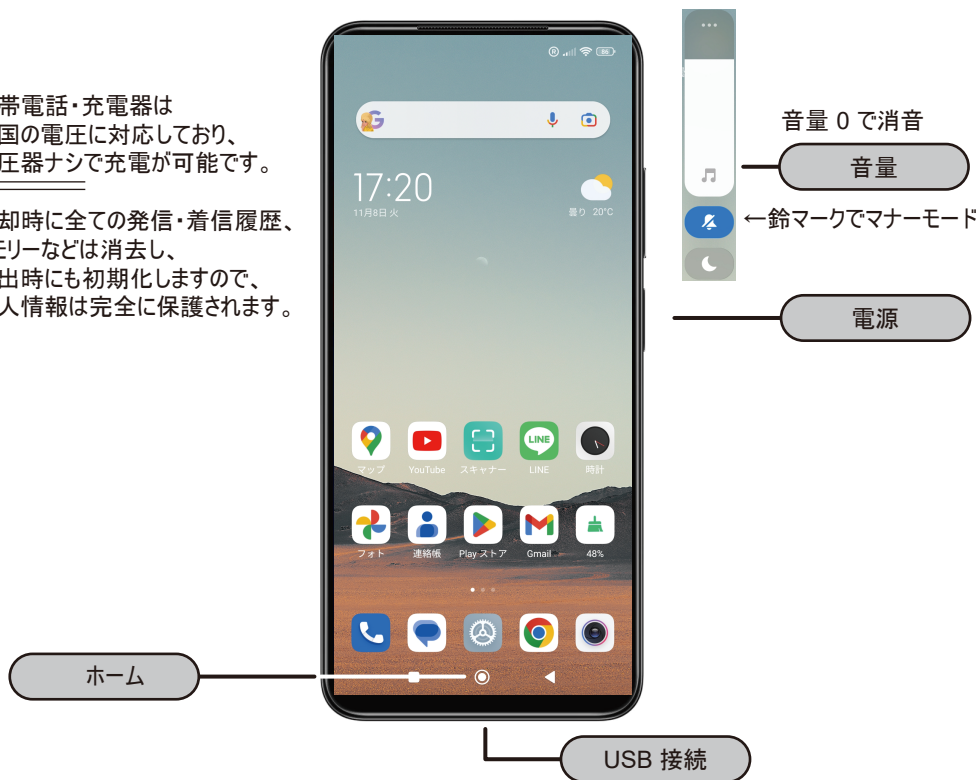 帯電話・充電器は
国の電圧に対応しており、
圧器ナシで充電が可能です。
却時に全ての発信・着信履歴、
モリーなどは消去し、
出時にも初期化しますので、
人情報は完全に保護されます。
86
G
17:20
11月8日 火
曇り 20°C
マップ
YouTube
スキャナー
LINE
LINE
時計
フォト
連絡帳
Play ストア
Gmail
48%
音量 0 で消音
音量
←鈴マークでマナーモード
電源
ホーム
USB 接続